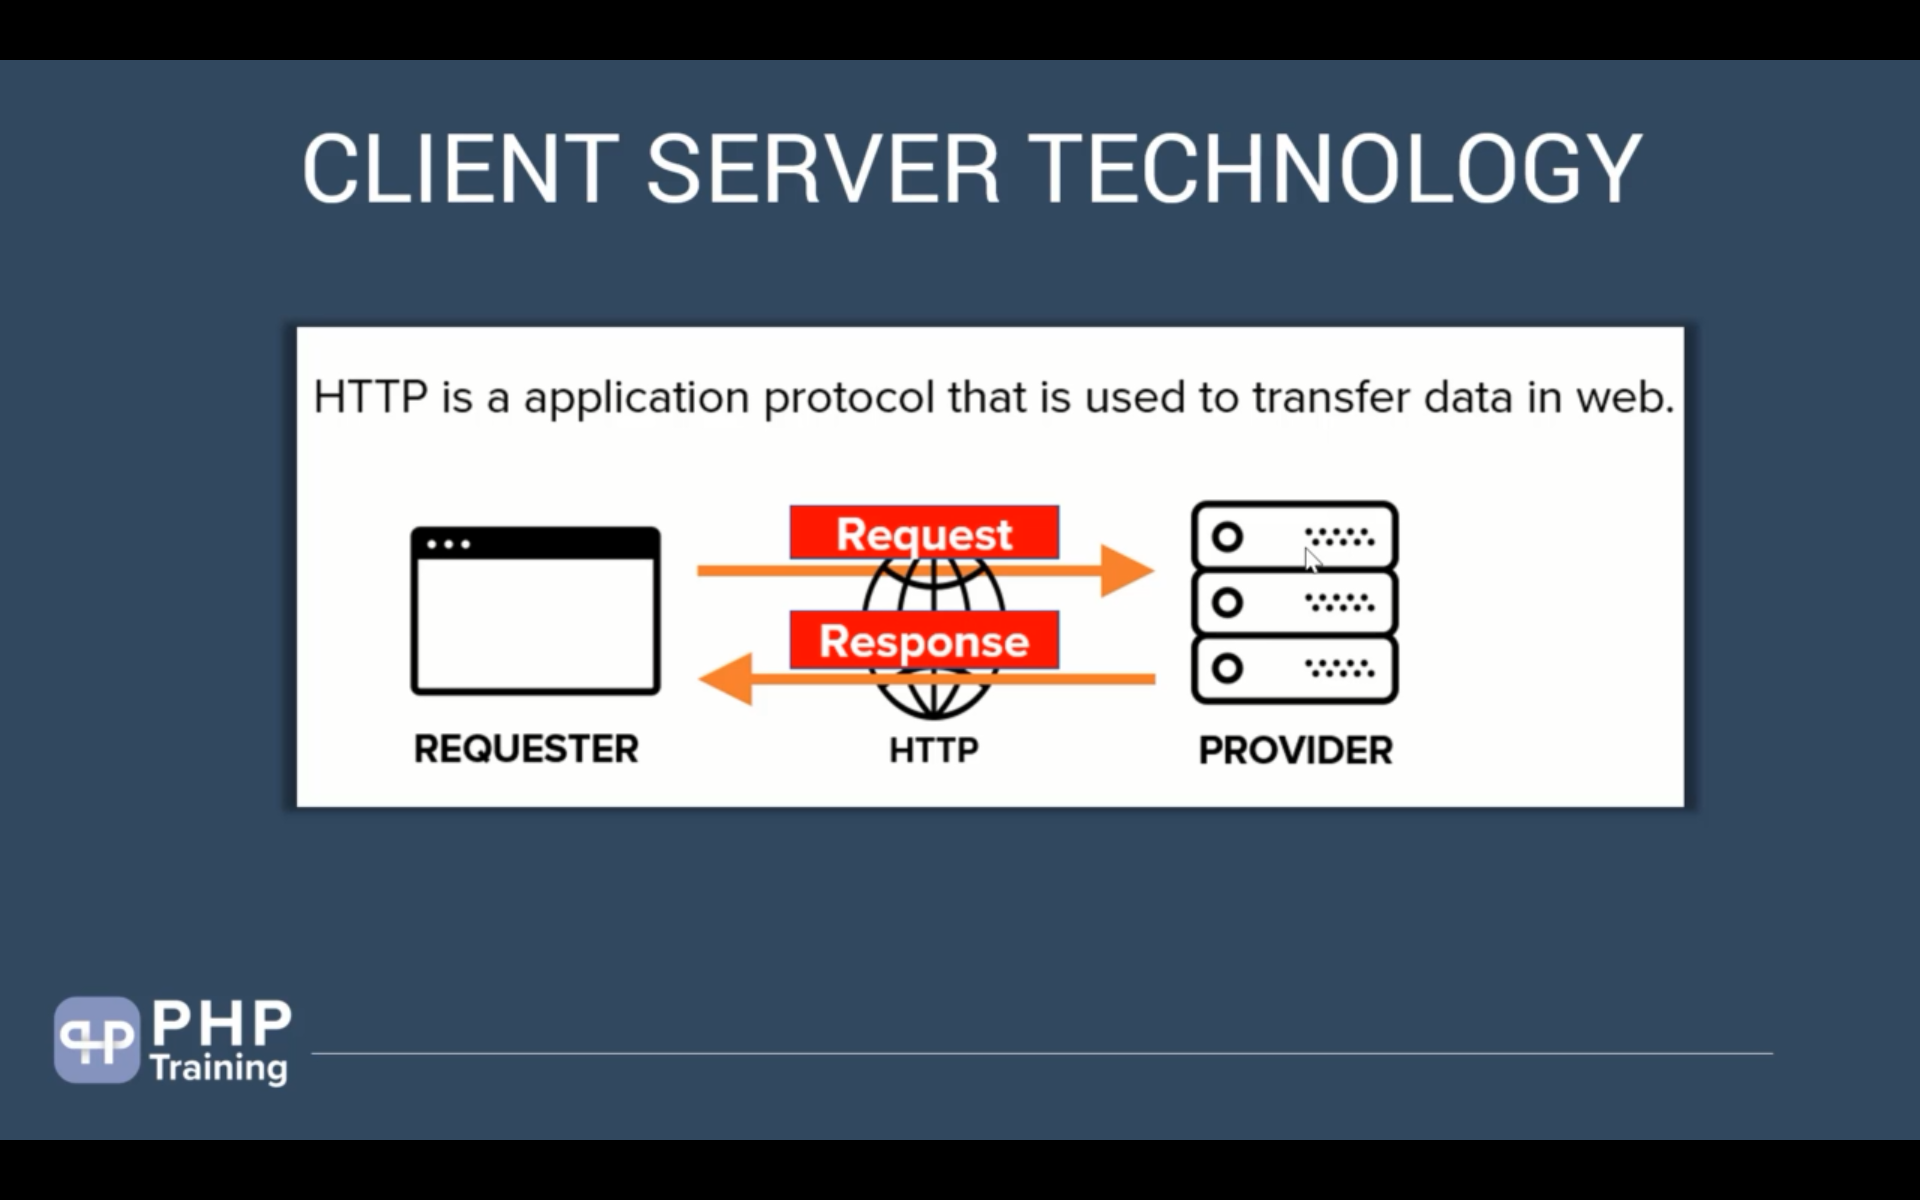 CLIENT SERVER TECHNOLOGY
HTTP is a application protocol that is used to transfer data in web.
Request
Response
REQUESTER
HTTP
PROVIDER
PHP
Training